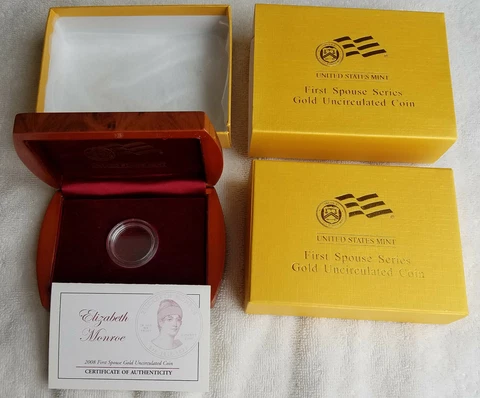 UNITED STATES MINT
First Spouse Series
Gold Uncirculated Coin
UNITED STATES MINT
First Spouse Series
Gold Uncirculated Coin
Elizabeth
Monroe
2008 First Spouse Gold Uncirculated Coin
CERTIFICATE OF AUTHENTICITY